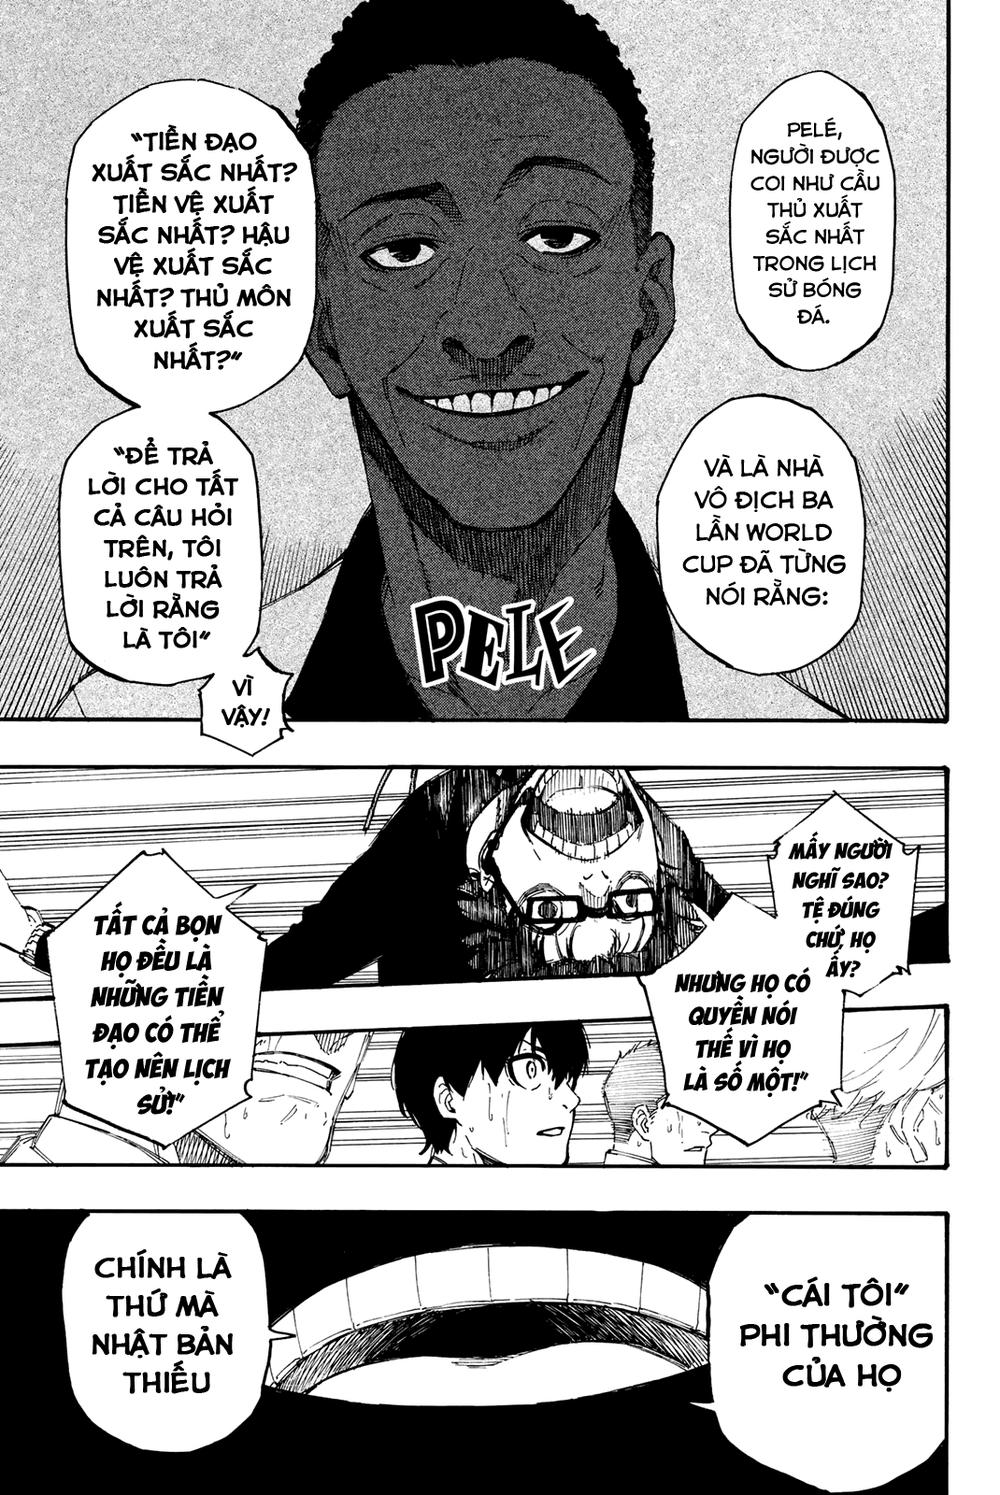 PELÉ,
NGƯỜI ĐƯỢC
COI NHƯ CẦU
THỦ XUẤT
SẮC NHẤT
TRONG LỊCH
SỬ BÓNG
ĐÁ.
VÀ LÀ NHÀ
VÔ ĐỊCH BA
LẦN WORLD
CUP ĐÃ TỪNG
NÓI RẰNG:
"TIỀN ĐẠO
XUẤT SẮC NHẤT?
TIỀN VỆ XUẤT
SẮC NHẤT? HẬU
VỆ XUẤT SẮC
NHẤT? THỦ MÔN
XUẤT SẮC
NHẤT?"
"ĐỂ TRẢ
LỜI CHO TẤT
CẢ CÂU HỎI
TRÊN, TÔI
LUÔN TRẢ
LỜI RẰNG
LÀ TÔI"
PELE
VÌ
VẬY!
MẤY NGƯỜI
NGHĨ SAO?
TỆ ĐÚNG
CHỨ, HỌ
ẤY?
NHƯNG HỌ CÓ
QUYỀN NÓI
THẾ VÌ HỌ
LÀ SỐ MỘT!"
TẤT CẢ BỌN
HỌ ĐỀU LÀ
NHỮNG TIỀN
ĐẠO CÓ THỂ
TẠO NÊN LỊCH
SỬ!"
"CÁI TÔI"
PHI THƯỜNG
CỦA HỌ
CHÍNH LÀ
THỨ MÀ
NHẬT BẢN
THIẾU